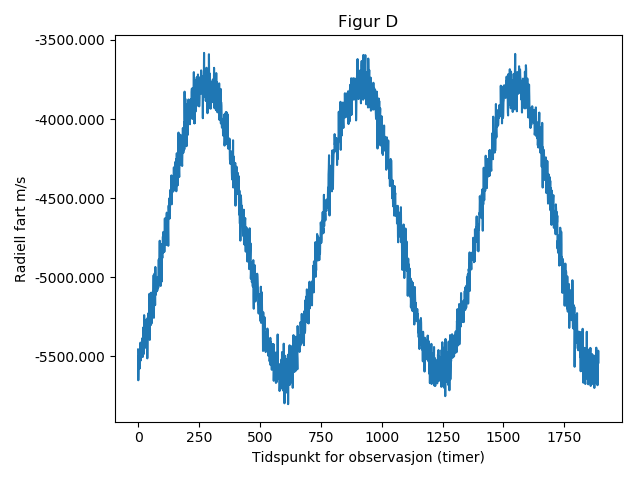 Figur D
-3500.000
-4000.000
-4500.000
-5000.000
-5500.000
Radiell fart m/s
0 250 500 750 1000 1250 1500 1750
Tidspunkt for observasjon (timer)